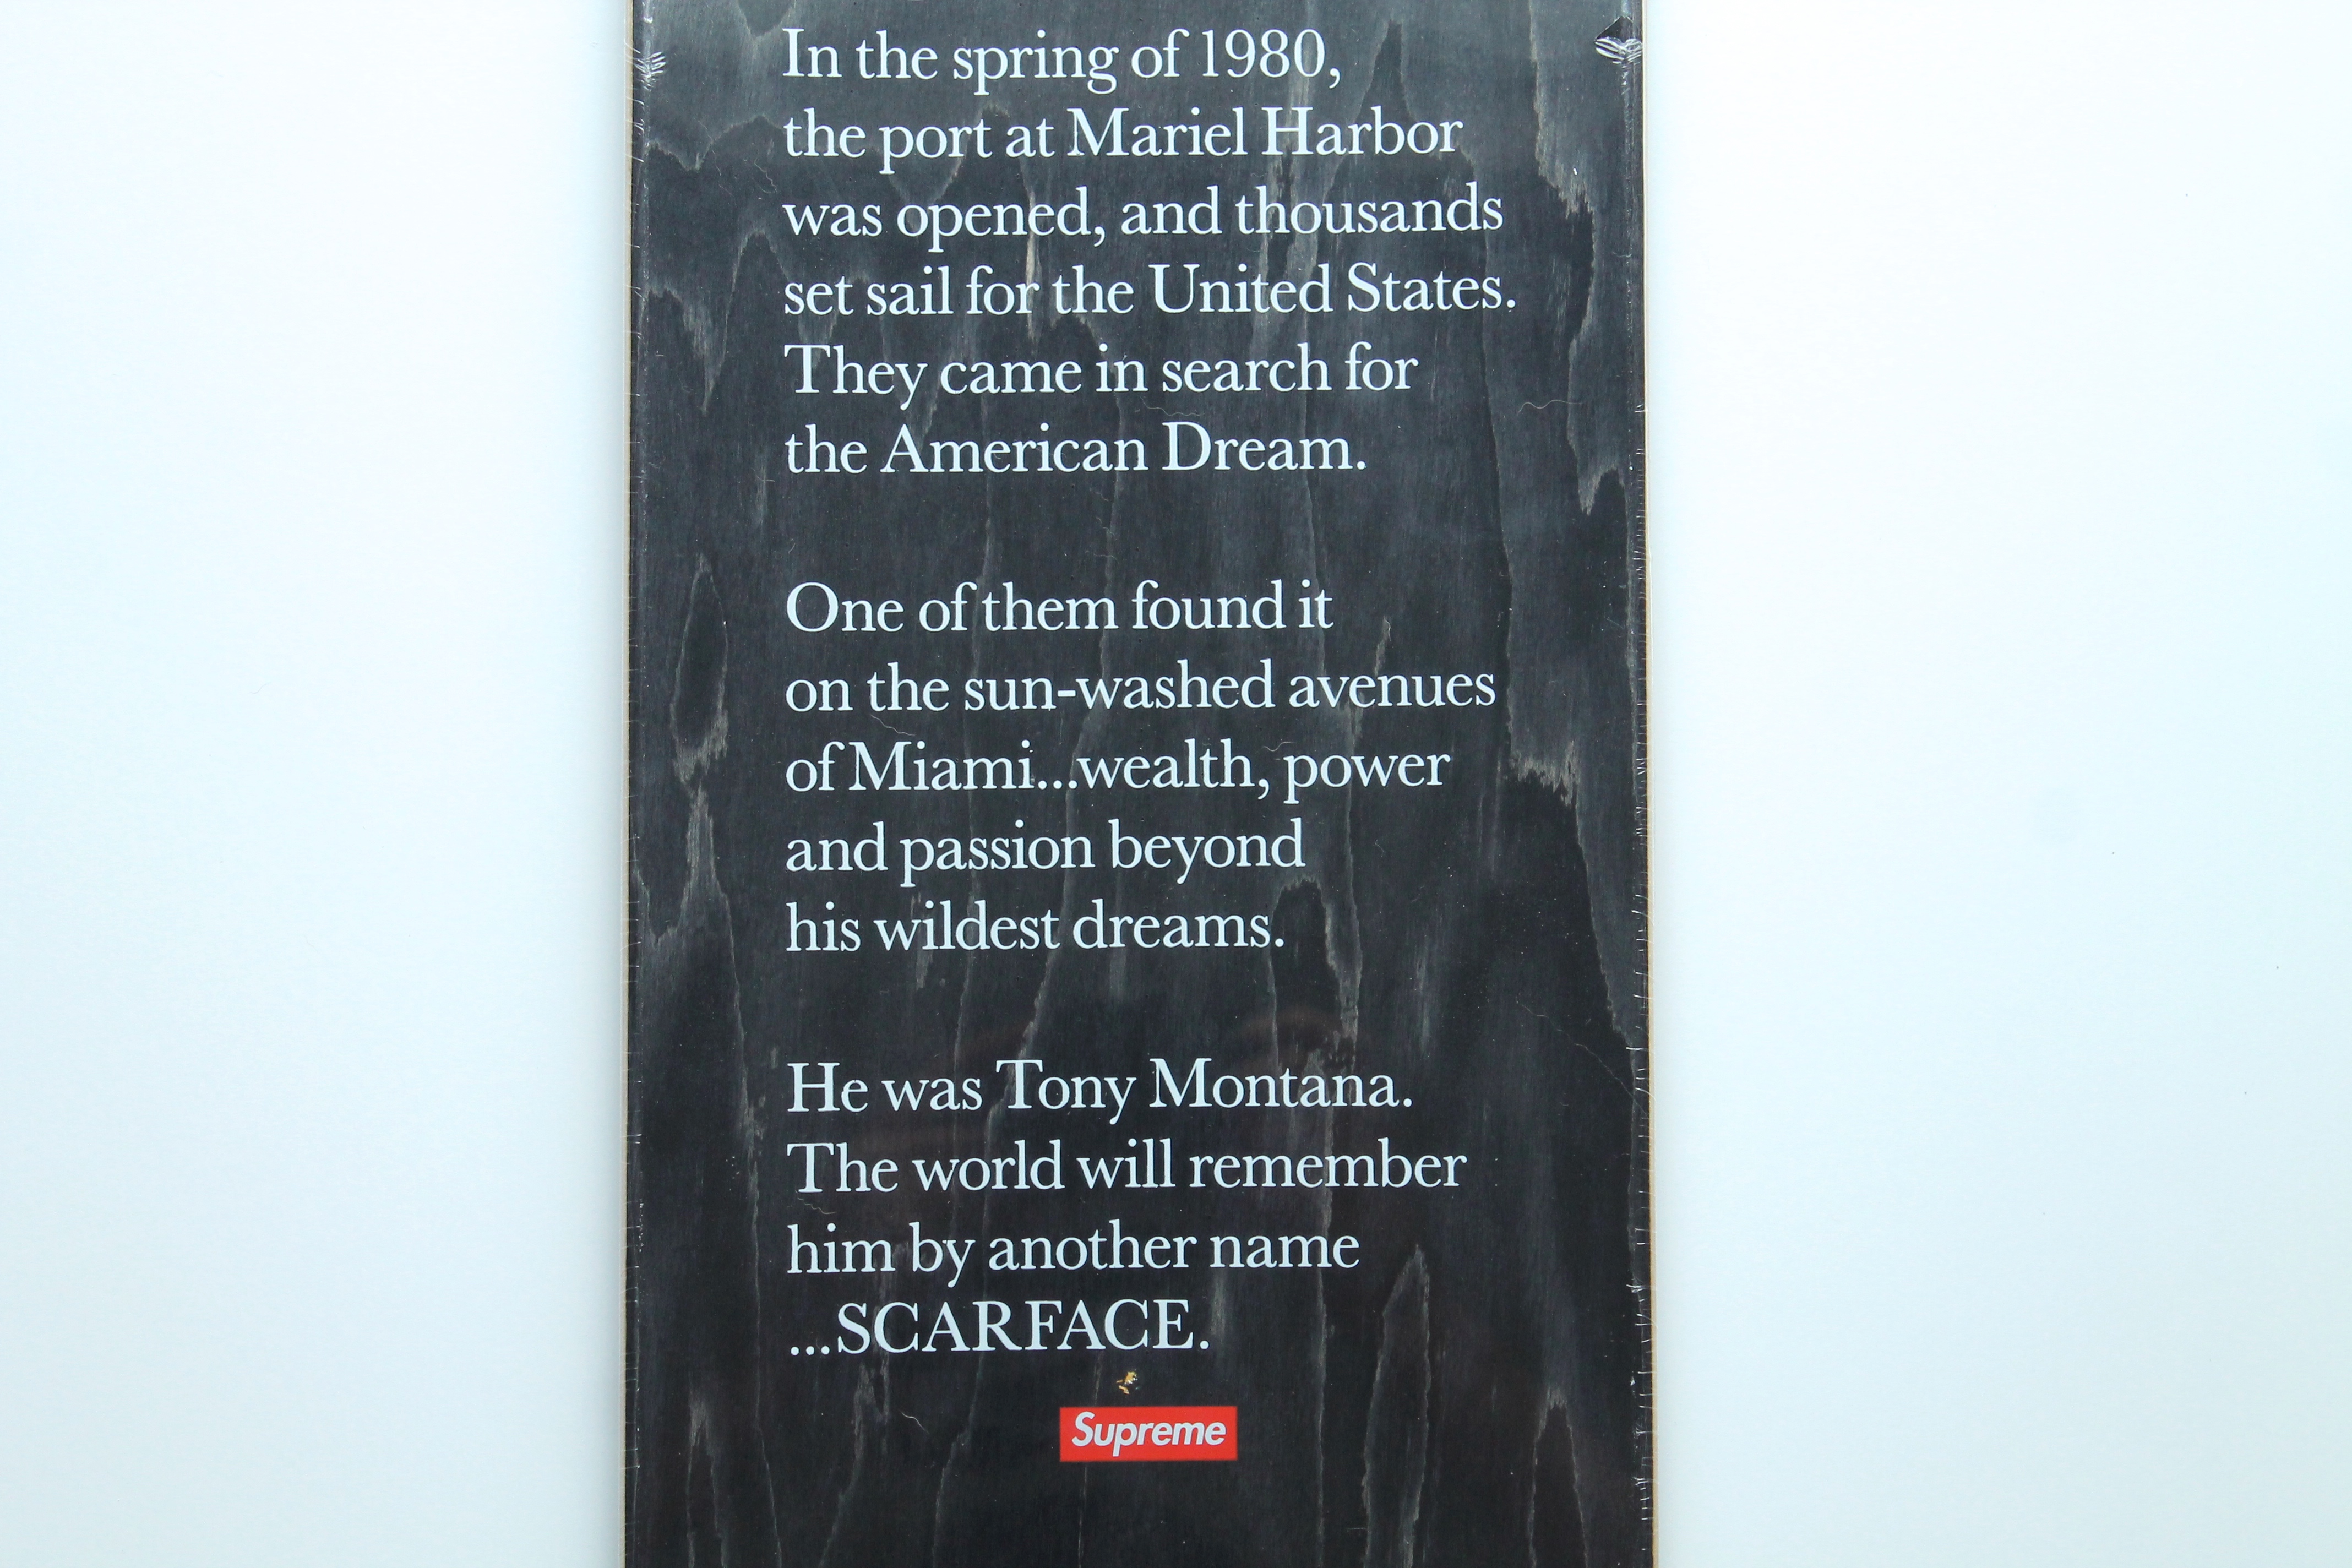 In the spring of 1980,
the port at Mariel Harbor
was opened, and thousands
set sail for the United States.
They came in search for
the American Dream.
One of them found it
on the sun-washed avenues
of Miami...wealth, power
and passion beyond
his wildest dreams.
He was Tony Montana.
The world will remember
him by another name
...SCARFACE.
Supreme